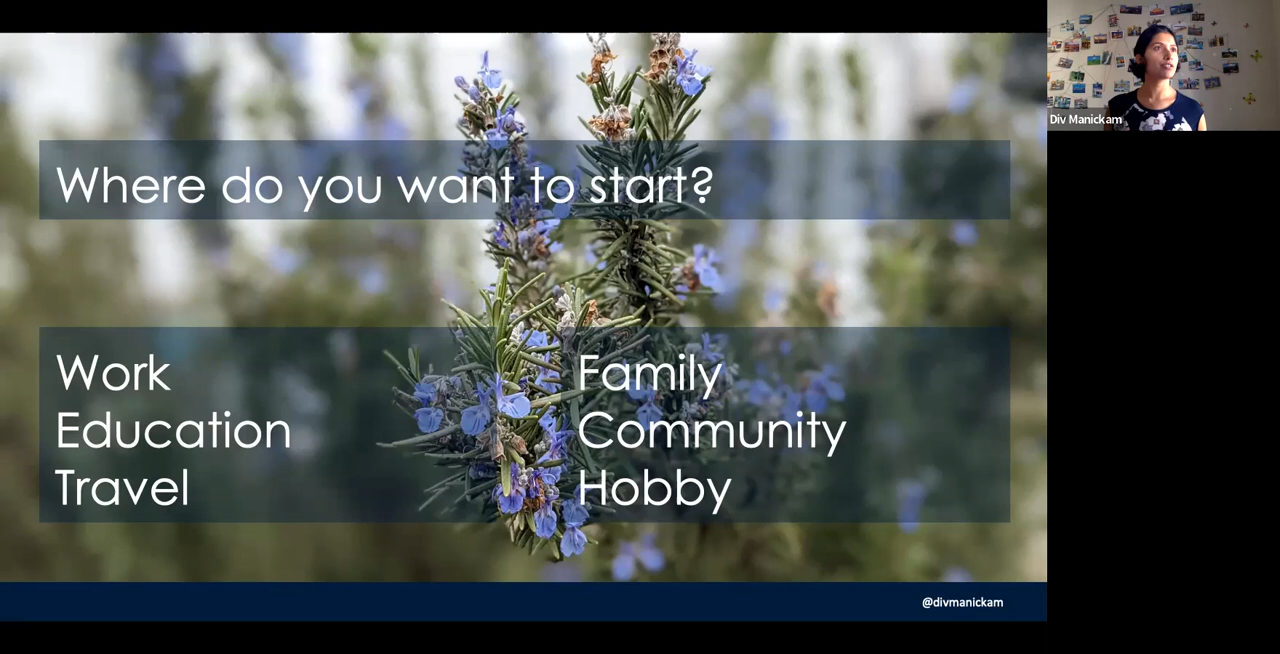 Where do you want to start?
Work
Education
Travel
Family
Community
Hobby
@divmanickam
Div Manickam